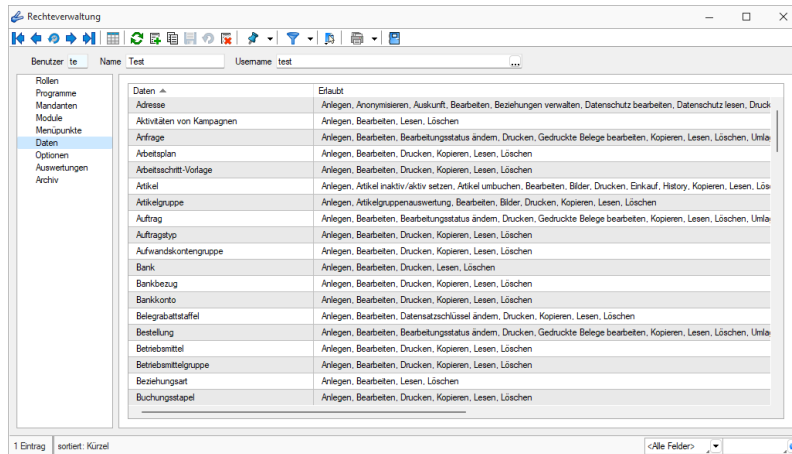 Rechteverwaltung
Benutzer te Name Test Username test ...
Rollen
Programme
Mandanten
Module
Menüpunkte
Daten
Optionen
Auswertungen
Archiv
Daten Erlaubt
Adresse Anlegen, Anonymisieren, Auskunft, Bearbeiten, Beziehungen verwalten, Datenschutz bearbeiten, Datenschutz lesen, Druck
Aktivitäten von Kampagnen Anlegen, Bearbeiten, Lesen, Löschen
Anfrage Anlegen, Bearbeiten, Bearbeitungsstatus ändern, Drucken, Gedruckte Belege bearbeiten, Kopieren, Lesen, Löschen, Umla
Arbeitsplan Anlegen, Bearbeiten, Drucken, Kopieren, Lesen, Löschen
Arbeitsschritt-Vorlage Anlegen, Bearbeiten, Drucken, Kopieren, Lesen, Löschen
Artikel Anlegen, Artikel inaktiv/aktiv setzen, Artikel umbuchen, Bearbeiten, Bilder, Drucken, Einkauf, History, Kopieren, Lesen, Lös
Artikelgruppe Anlegen, Artikelgruppenauswertung, Bearbeiten, Bilder, Drucken, Kopieren, Lesen, Löschen
Auftrag Anlegen, Bearbeiten, Bearbeitungsstatus ändern, Drucken, Gedruckte Belege bearbeiten, Kopieren, Lesen, Löschen, Umla
Auftragstyp Anlegen, Bearbeiten, Drucken, Kopieren, Lesen, Löschen
Aufwandskontengruppe Anlegen, Bearbeiten, Drucken, Kopieren, Lesen, Löschen
Bank Anlegen, Bearbeiten, Drucken, Lesen, Löschen
Bankbezug Anlegen, Bearbeiten, Drucken, Kopieren, Lesen, Löschen
Bankkonto Anlegen, Bearbeiten, Drucken, Kopieren, Lesen, Löschen
Belegrabattstaffel Anlegen, Bearbeiten, Datensatzschlüssel ändern, Drucken, Kopieren, Lesen, Löschen
Bestellung Anlegen, Bearbeiten, Bearbeitungsstatus ändern, Drucken, Gedruckte Belege bearbeiten, Kopieren, Lesen, Löschen, Umla
Betriebsmittel Anlegen, Bearbeiten, Drucken, Kopieren, Lesen, Löschen
Betriebsmittelgruppe Anlegen, Bearbeiten, Drucken, Kopieren, Lesen, Löschen
Beziehungsart Anlegen, Bearbeiten, Lesen, Löschen
Buchungsstapel Anlegen, Bearbeiten, Drucken, Kopieren, Lesen, Löschen
1 Eintrag sortiert: Kürzel <Alle Felder>